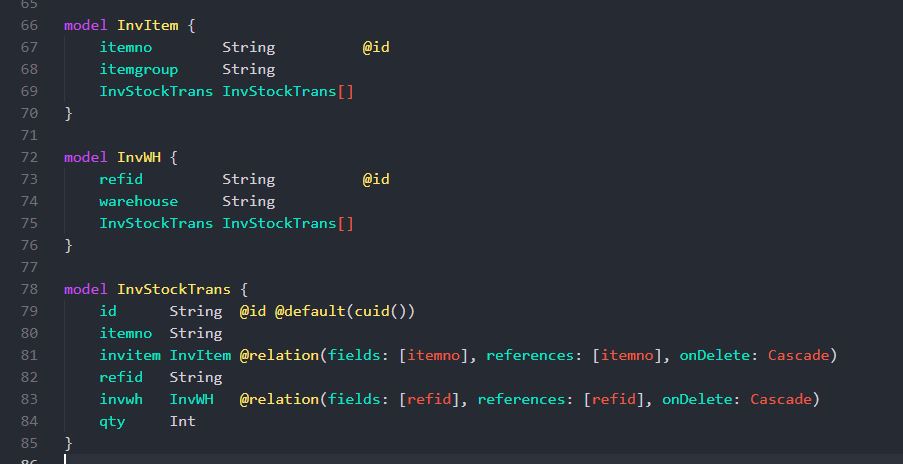 65
66 model InvItem {
67     itemno        String          @id
68     itemgroup     String
69     InvStockTrans InvStockTrans[]
70 }
71
72 model InvWH {
73     refid         String          @id
74     warehouse     String
75     InvStockTrans InvStockTrans[]
76 }
77
78 model InvStockTrans {
79     id      String  @id @default(cuid())
80     itemno  String
81     invitem InvItem @relation(fields: [itemno], references: [itemno], onDelete: Cascade)
82     refid   String
83     invwh   InvWH   @relation(fields: [refid], references: [refid], onDelete: Cascade)
84     qty     Int
85 }
86